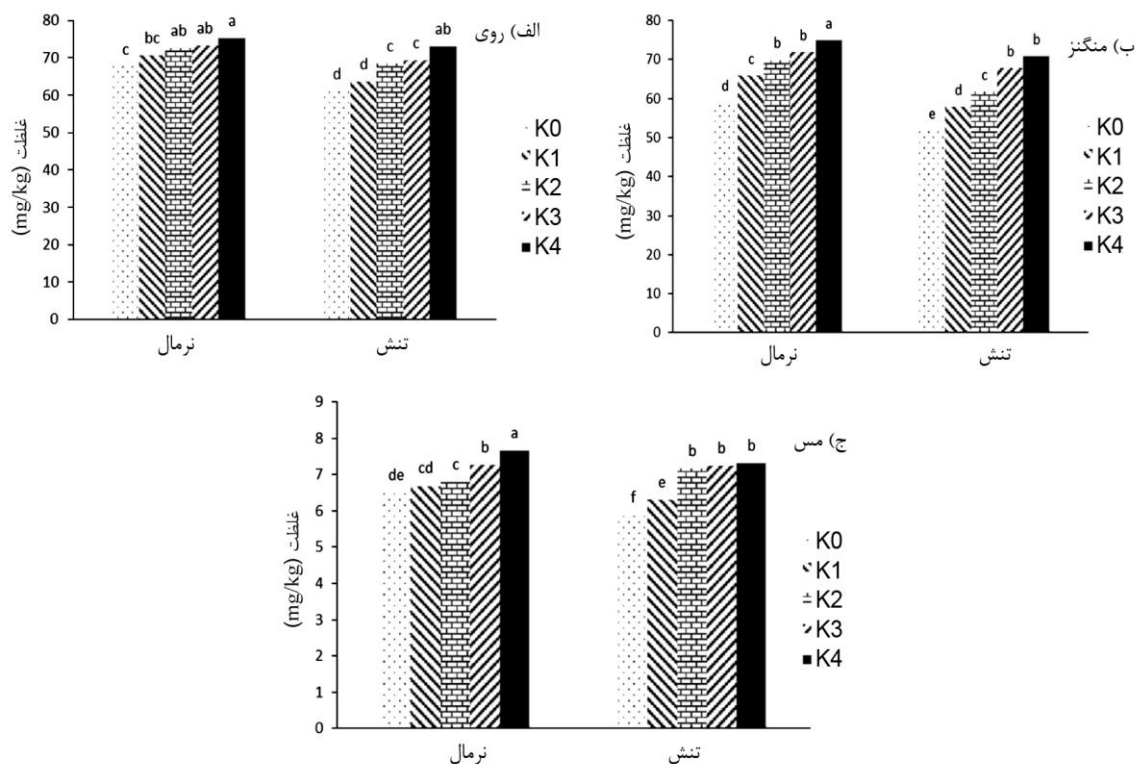 الف) روی
غلظت (mg/kg)
80
70
60
50
40
30
20
10
0
c bc ab ab a
d d c c ab
نرمال
تنش
K0
K1
K2
K3
K4
ب) منگنز
غلظت (mg/kg)
80
70
60
50
40
30
20
10
0
d c b b a
e d c b b
نرمال
تنش
K0
K1
K2
K3
K4
ج) مس
غلظت (mg/kg)
9
8
7
6
5
4
3
2
1
0
de cd c b a
f e b b b
نرمال
تنش
K0
K1
K2
K3
K4